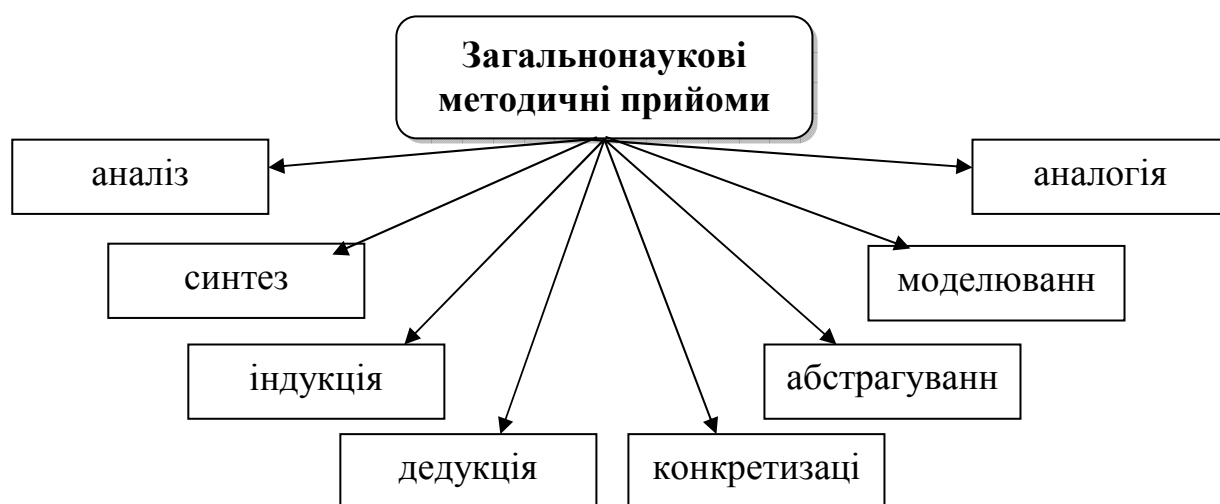 Загальнонаукові
методичні прийоми
аналіз
аналогія
синтез
моделюванн
індукція
абстрагуванн
дедукція
конкретизаці